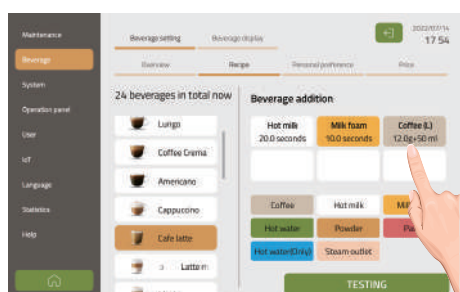 Maintenance
Beverage
System
Operation panel
User
IoT
Language
Statistics
Help
Beverage setting
Beverage display
2022/07/14
17 54
Overview
Recipe
Personal preference
Price
24 beverages in total now
Lungo
Coffee Crema
Americano
Cappuccino
Cafe latte
Latte m
Beverage addition
Hot milk
20.0 seconds
Milk foam
10.0 seconds
Coffee (L)
12.0g+50 ml
Coffee
Hot milk
Hot water
Powder
Hot water(Only)
Steam outlet
TESTING